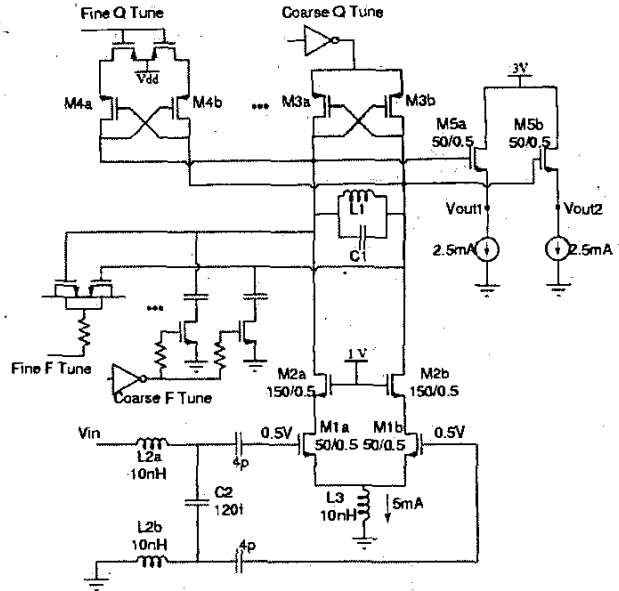 Fine Q Tune
Coarse Q Tune
Vdd
M4a
M4b
•••
M3a
M3b
3V
M5a
50/0.5
M5b
50/0.5
L1
C1
Vout1
Vout2
2.5mA
2.5mA
•••
Fine F Tune
Coarse F Tune
M2a
150/0.5
1V
M2b
150/0.5
Vin
L2a
10nH
4p
0.5V
M1a
50/0.5
M1b
50/0.5
0.5V
C2
120f
L3
10nH
5mA
L2b
10nH
4p